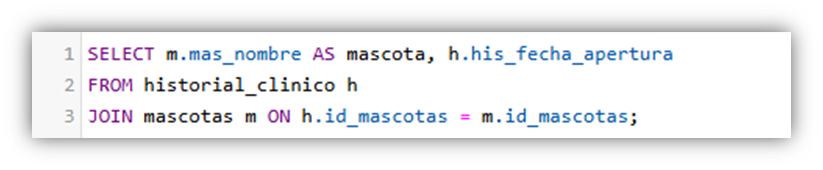 1 SELECT m.mas_nombre AS mascota, h.his_fecha_apertura
2 FROM historial_clinico h
3 JOIN mascotas m ON h.id_mascotas = m.id_mascotas;